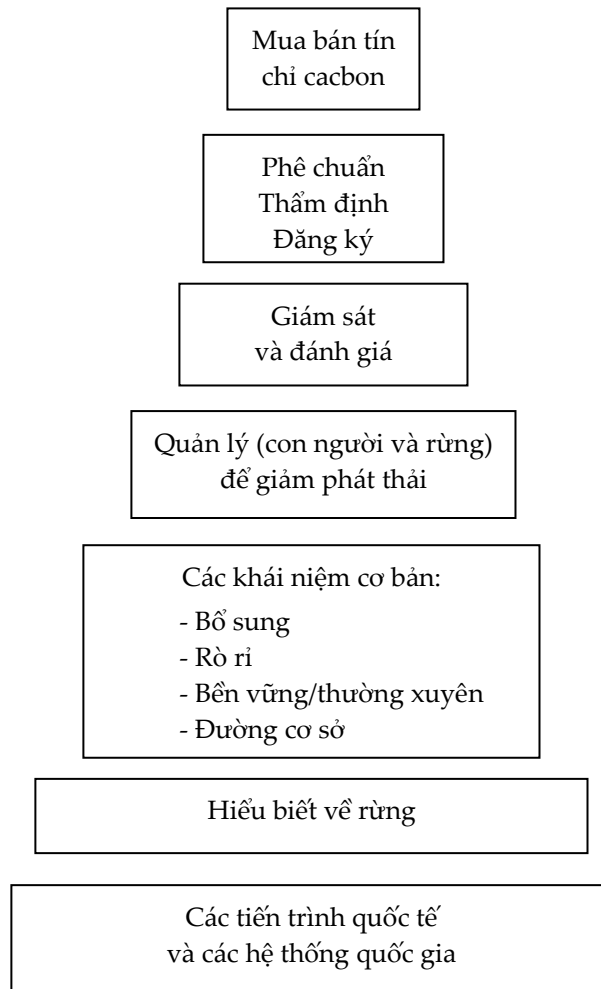 Mua bán tín
chỉ cacbon
Phê chuẩn
Thẩm định
Đăng ký
Giám sát
và đánh giá
Quản lý (con người và rừng)
để giảm phát thải
Các khái niệm cơ bản:
- Bổ sung
- Rò rỉ
- Bền vững/thường xuyên
- Đường cơ sở
Hiểu biết về rừng
Các tiến trình quốc tế
và các hệ thống quốc gia